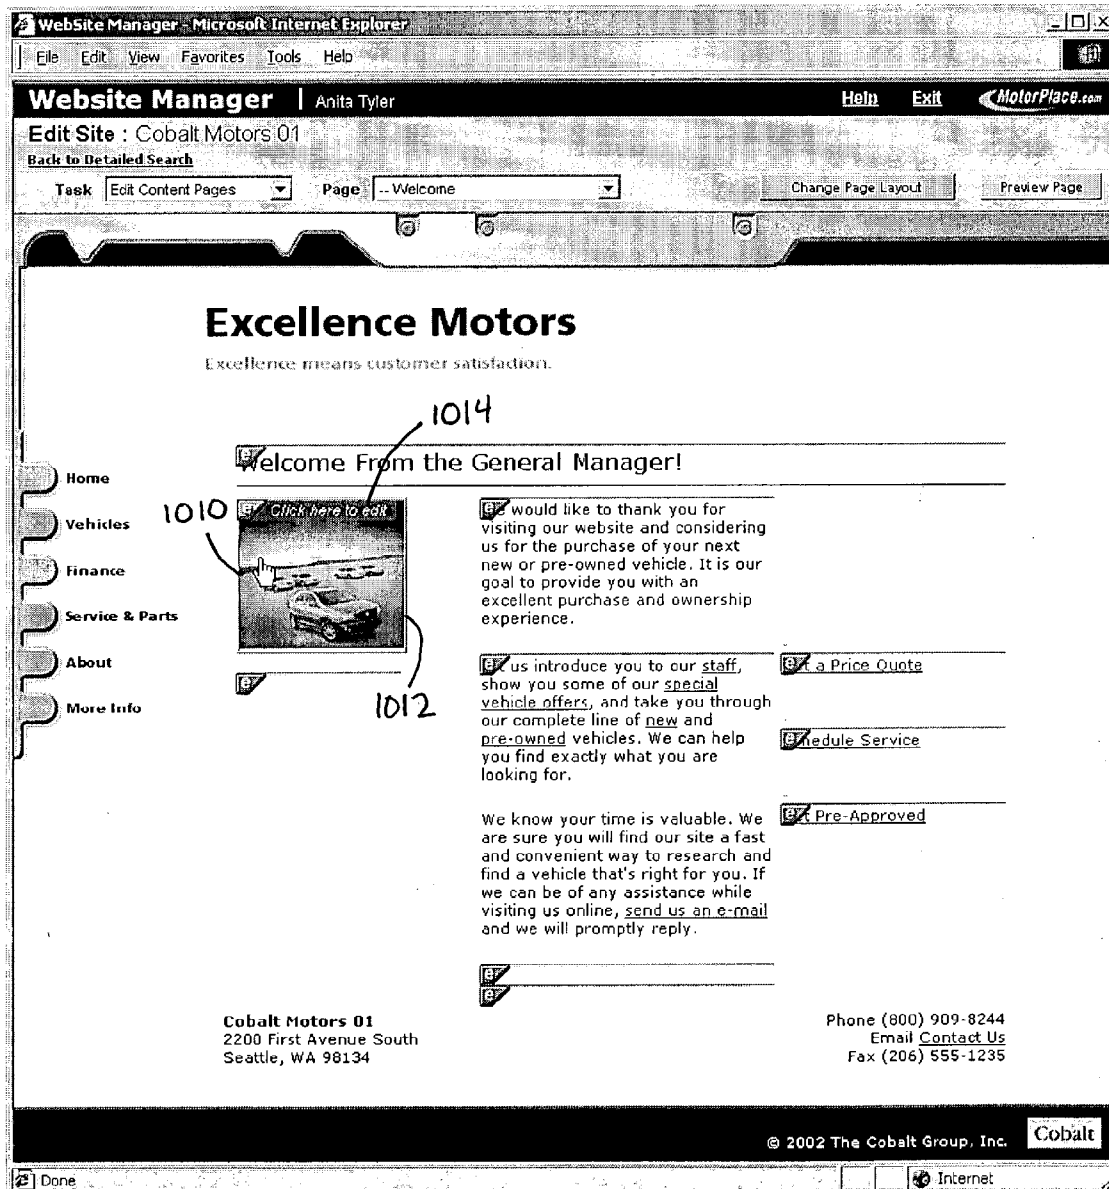 WebSite Manager - Microsoft Internet Explorer
File Edit View Favorites Tools Help
Website Manager | Anita Tyler Help Exit MotorPlace.com
Edit Site : Cobalt Motors 01
Back to Detailed Search
Task Edit Content Pages Page -- Welcome Change Page Layout Preview Page
Excellence Motors
Excellence means customer satisfaction.
1014
Welcome From the General Manager!
Home
Vehicles
Finance
Service & Parts
About
More Info
1010
Click here to edit
1012
would like to thank you for
visiting our website and considering
us for the purchase of your next
new or pre-owned vehicle. It is our
goal to provide you with an
excellent purchase and ownership
experience.
us introduce you to our staff,
show you some of our special
vehicle offers, and take you through
our complete line of new and
pre-owned vehicles. We can help
you find exactly what you are
looking for.
We know your time is valuable. We
are sure you will find our site a fast
and convenient way to research and
find a vehicle that's right for you. If
we can be of any assistance while
visiting us online, send us an e-mail
and we will promptly reply.
a Price Quote
hedule Service
Pre-Approved
Cobalt Motors 01
2200 First Avenue South
Seattle, WA 98134
Phone (800) 909-8244
Email Contact Us
Fax (206) 555-1235
© 2002 The Cobalt Group, Inc. Cobalt
Done Internet